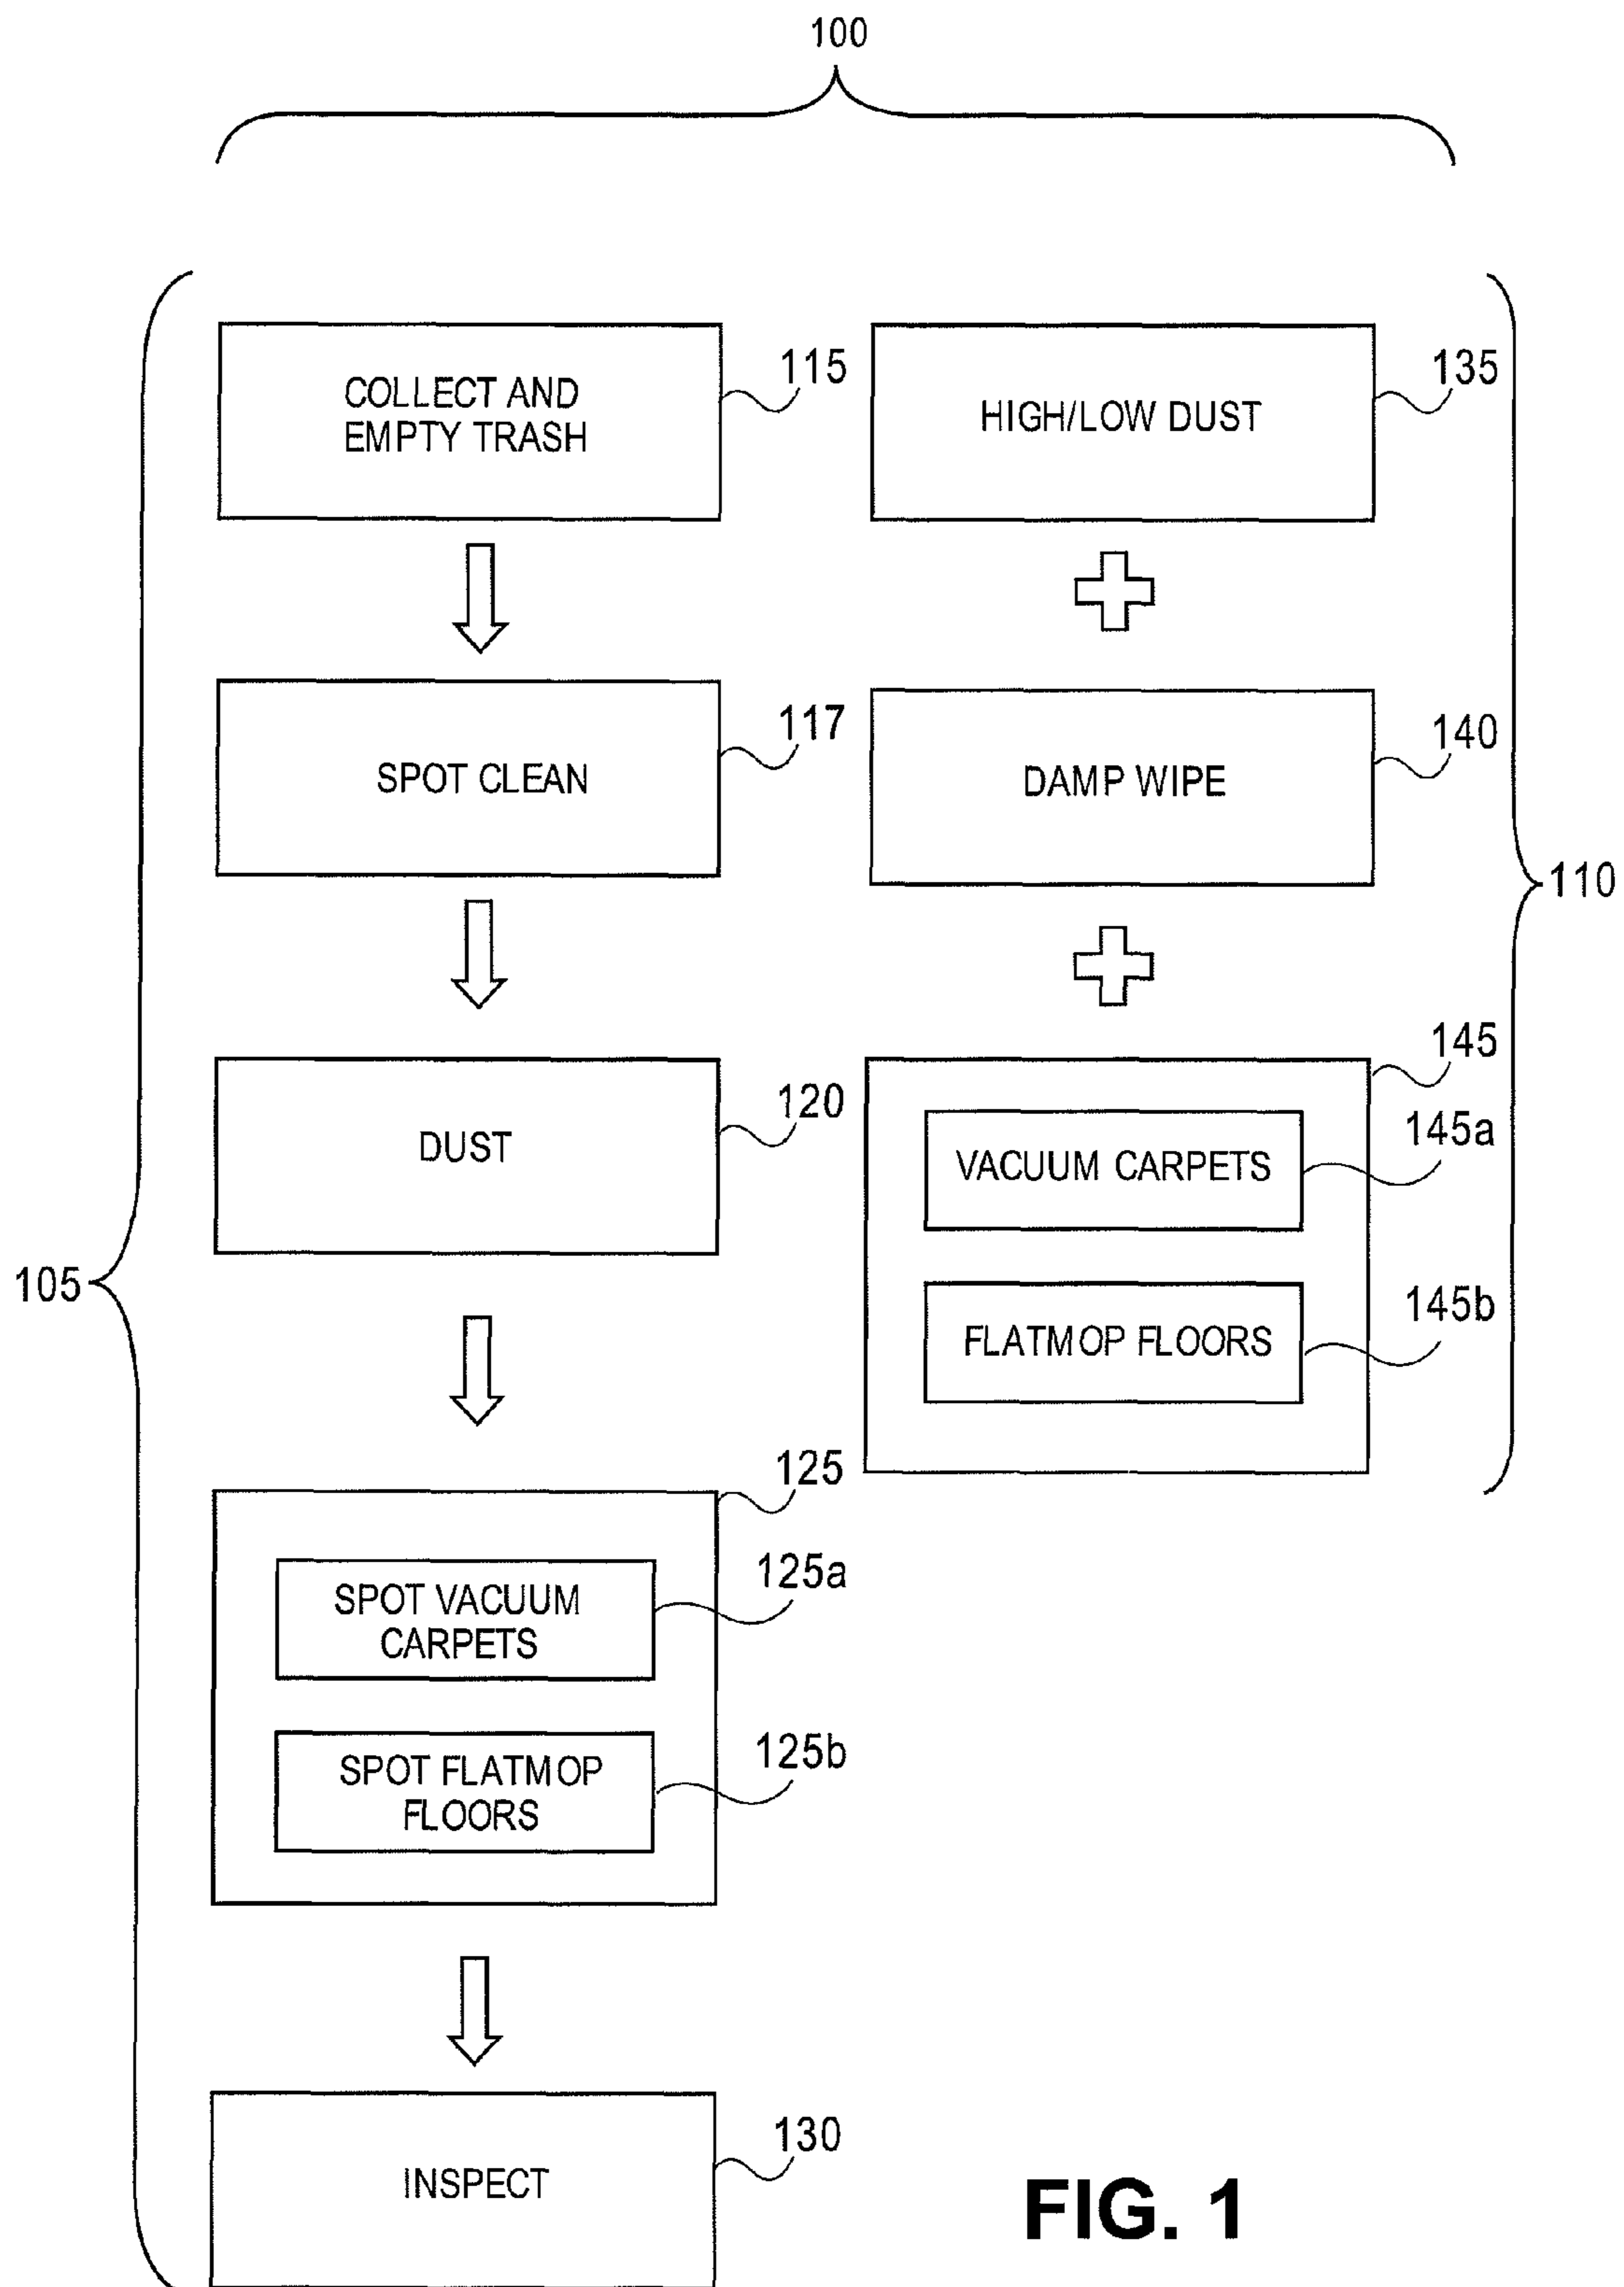 100
COLLECT AND
EMPTY TRASH
115
HIGH/LOW DUST
135
SPOT CLEAN
117
DAMP WIPE
140
110
DUST
120
145
VACUUM CARPETS
145a
FLATMOP FLOORS
145b
105
125
SPOT VACUUM
CARPETS
125a
SPOT FLATMOP
FLOORS
125b
INSPECT
130
FIG. 1